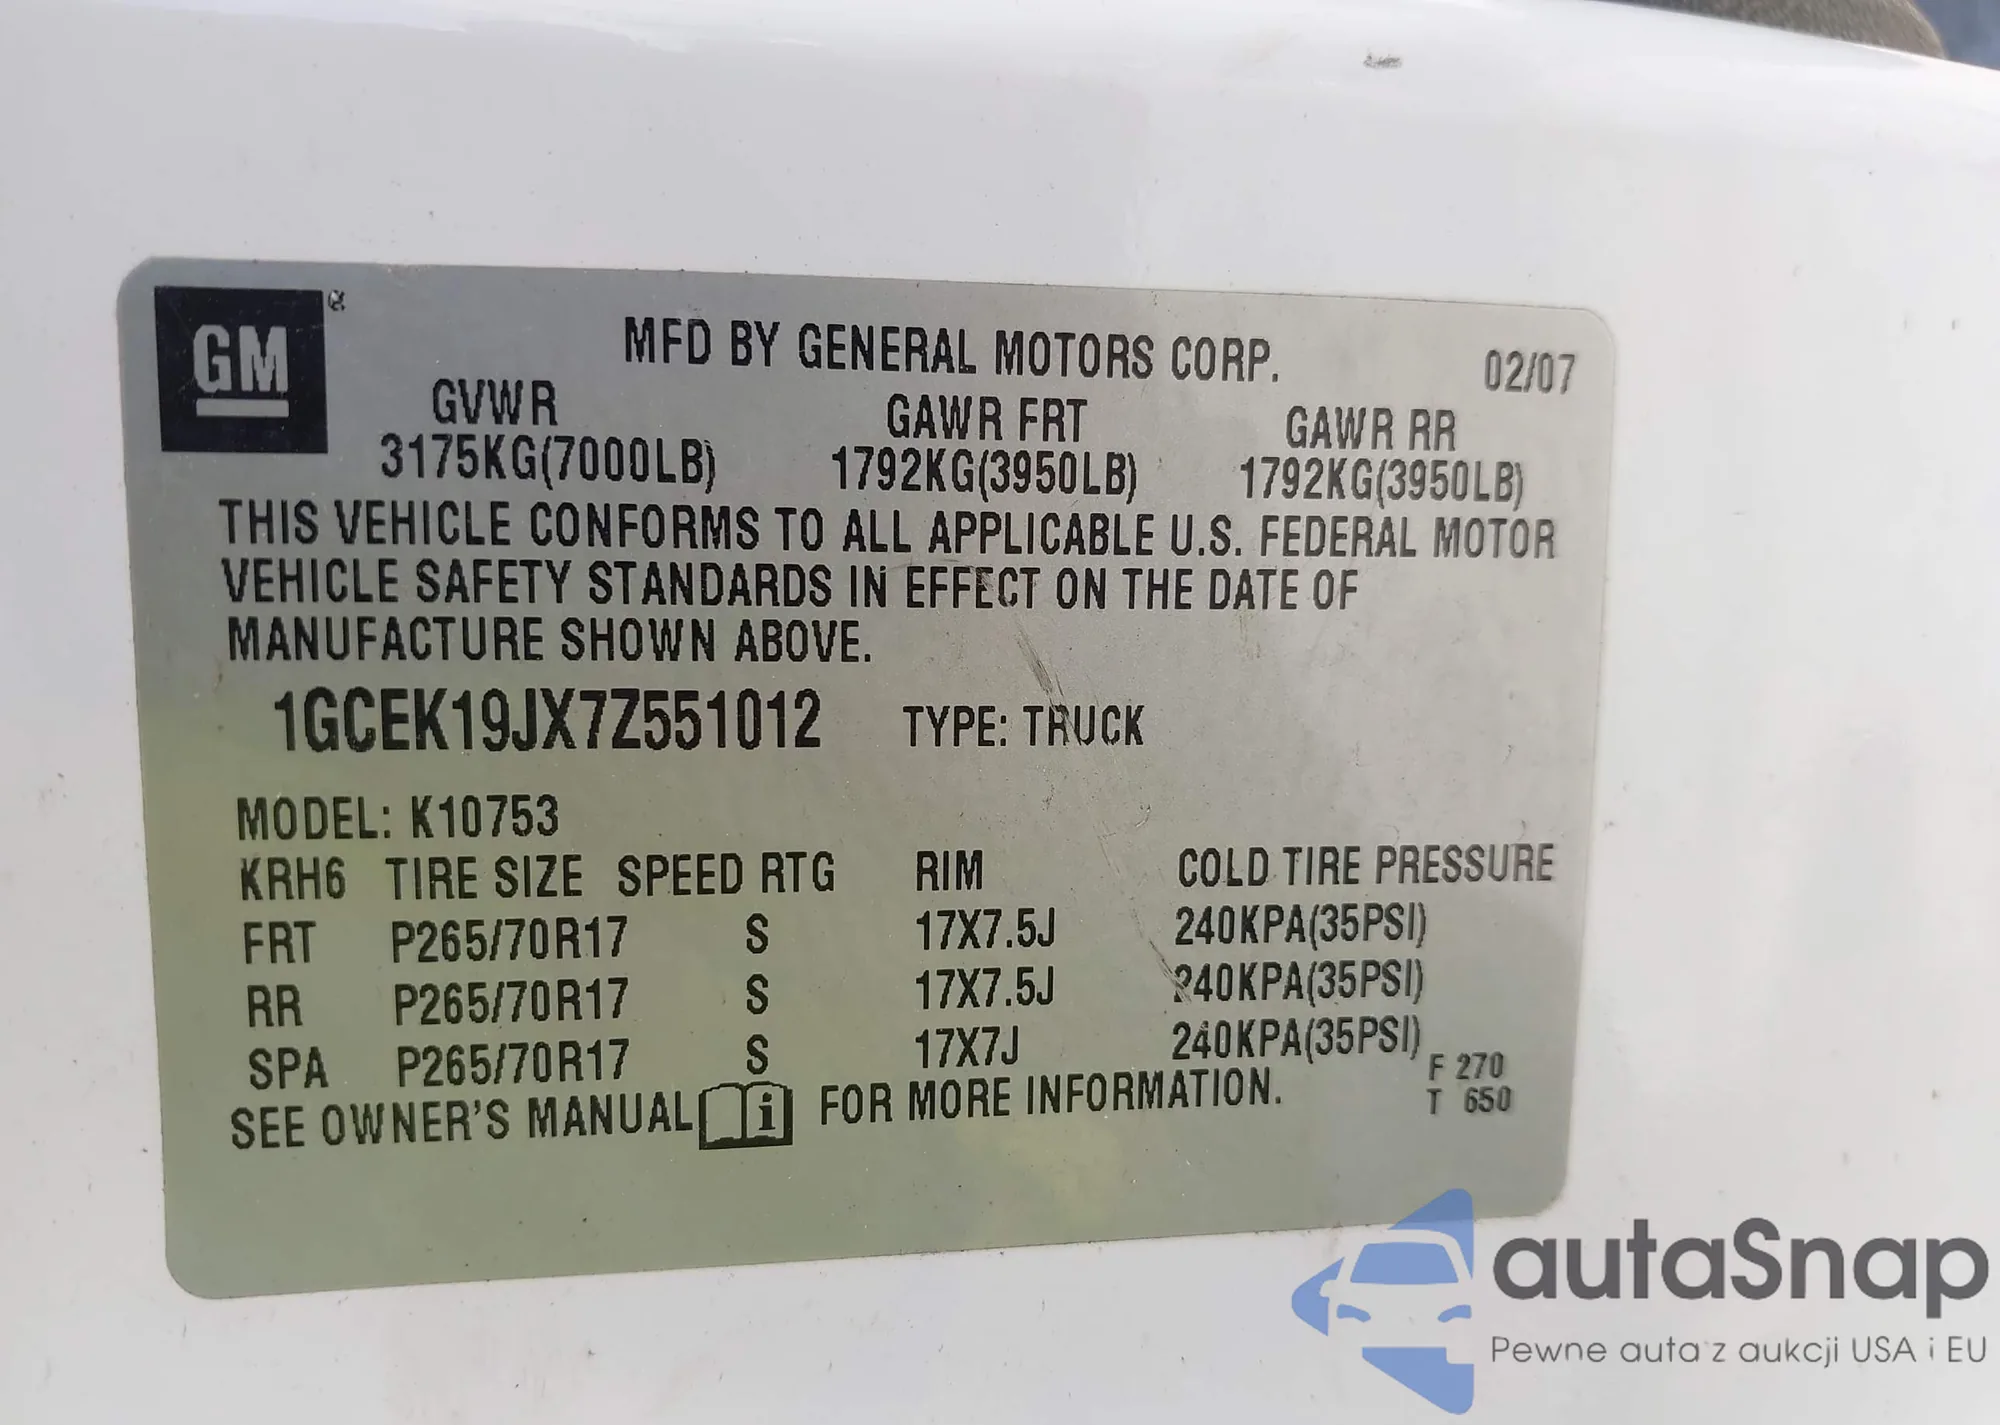 GM
MFD BY GENERAL MOTORS CORP. 02/07
GVWR GAWR FRT GAWR RR
3175KG(7000LB) 1792KG(3950LB) 1792KG(3950LB)
THIS VEHICLE CONFORMS TO ALL APPLICABLE U.S. FEDERAL MOTOR
VEHICLE SAFETY STANDARDS IN EFFECT ON THE DATE OF
MANUFACTURE SHOWN ABOVE.
1GCEK19JX7Z551012 TYPE: TRUCK
MODEL: K10753
KRH6 TIRE SIZE SPEED RTG RIM COLD TIRE PRESSURE
FRT P265/70R17 S 17X7.5J 240KPA(35PSI)
RR P265/70R17 S 17X7.5J 240KPA(35PSI)
SPA P265/70R17 S 17X7J 240KPA(35PSI)
F 270
SEE OWNER'S MANUAL i FOR MORE INFORMATION. T 650
autaSnap
Pewne auta z aukcji USA i EU